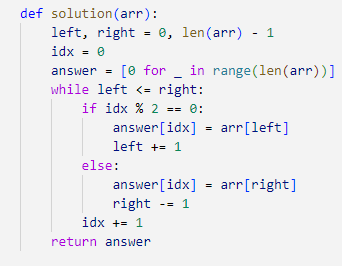 def solution(arr):
    left, right = 0, len(arr) - 1
    idx = 0
    answer = [0 for _ in range(len(arr))]
    while left <= right:
        if idx % 2 == 0:
            answer[idx] = arr[left]
            left += 1
        else:
            answer[idx] = arr[right]
            right -= 1
        idx += 1
    return answer